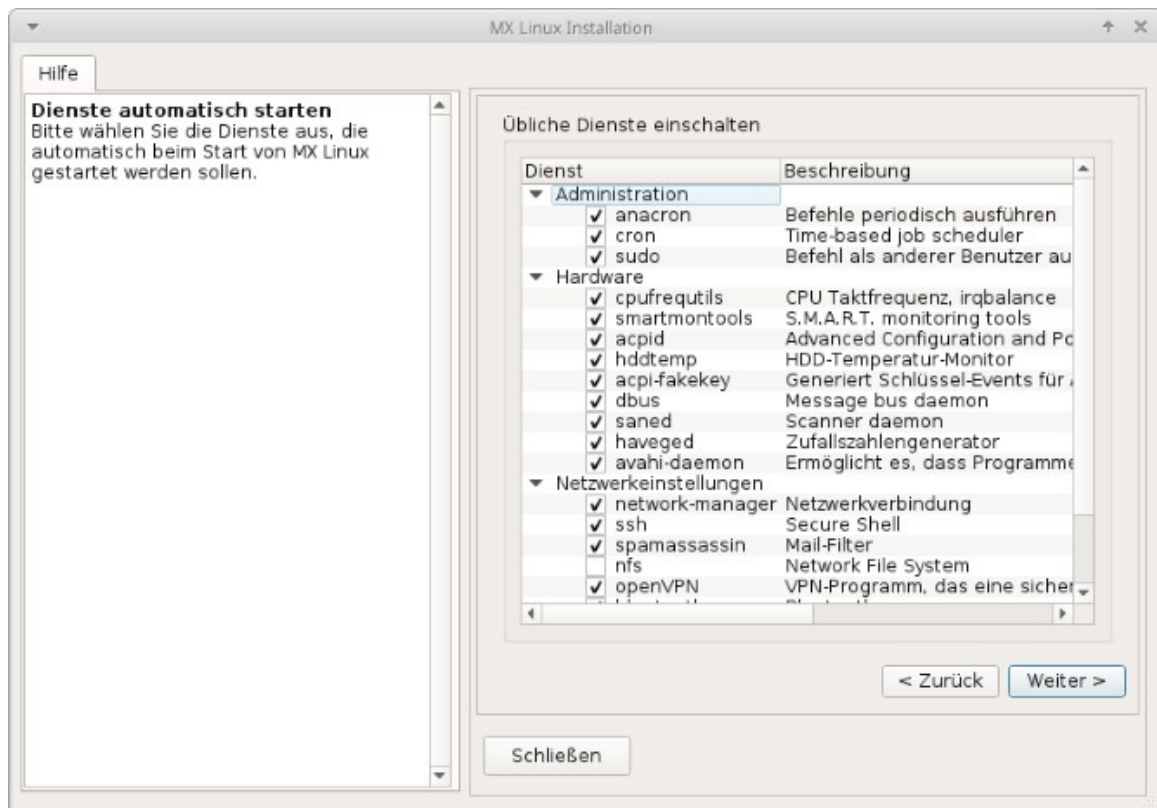 MX Linux Installation
Hilfe
Dienste automatisch starten
Bitte wählen Sie die Dienste aus, die
automatisch beim Start von MX Linux
gestartet werden sollen.
Übliche Dienste einschalten
Dienst Beschreibung
Administration
anacron Befehle periodisch ausführen
cron Time-based job scheduler
sudo Befehl als anderer Benutzer au
Hardware
cpufrequtils CPU Taktfrequenz, irqbalance
smartmontools S.M.A.R.T. monitoring tools
acpid Advanced Configuration and Po
hddtemp HDD-Temperatur-Monitor
acpi-fakekey Generiert Schlüssel-Events für
dbus Message bus daemon
saned Scanner daemon
haveged Zufallszahlengenerator
avahi-daemon Ermöglicht es, dass Programme
Netzwerkeinstellungen
network-manager Netzwerkverbindung
ssh Secure Shell
spamassassin Mail-Filter
nfs Network File System
openVPN VPN-Programm, das eine sicher
< Zurück Weiter >
Schließen